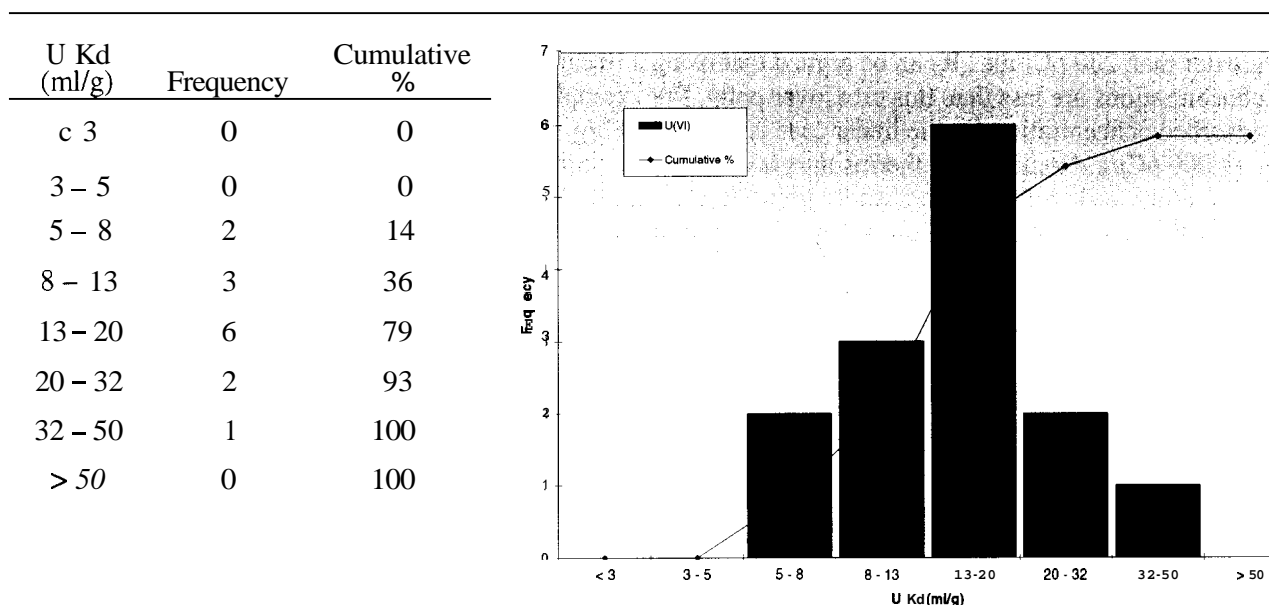 U Kd
(ml/g) Frequency Cumulative
%
c 3 0 0
3 – 5 0 0
5 – 8 2 14
8 – 13 3 36
13 – 20 6 79
20 – 32 2 93
32 – 50 1 100
> 50 0 100
7
6
5
4
3
2
1
0
U(VI)
Cumulative %
< 3 3 - 5 5 - 8 8 - 13 13-20 20 - 32 32-50 > 50
U Kd(ml/g)